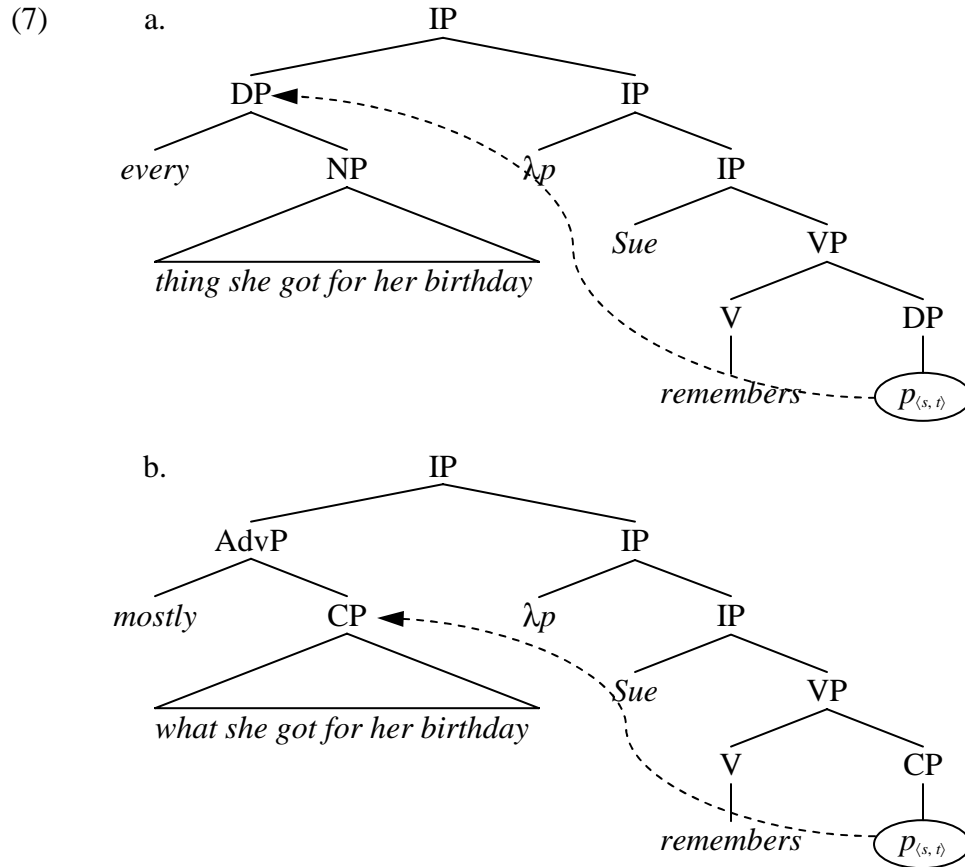 (7) a. IP
DP IP
every NP λp IP
Sue VP
thing she got for her birthday
V DP
remembers p⟨s, t⟩
b. IP
AdvP IP
mostly CP λp IP
Sue VP
what she got for her birthday
V CP
remembers p⟨s, t⟩